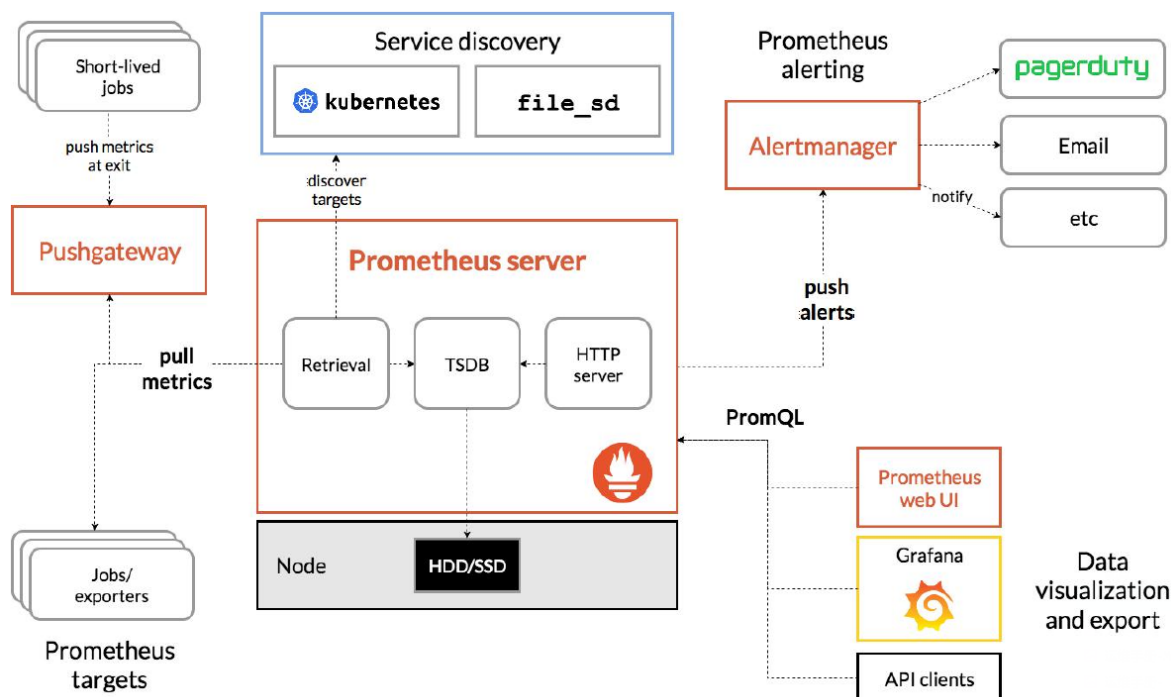 Short-lived
jobs
push metrics
at exit
Pushgateway
pull
metrics
Jobs/
exporters
Prometheus
targets
Service discovery
kubernetes
file_sd
discover
targets
Prometheus server
Retrieval
TSDB
HTTP
server
Node
HDD/SSD
Prometheus
alerting
Alertmanager
pagerduty
Email
notify
etc
push
alerts
PromQL
Prometheus
web UI
Grafana
API clients
Data
visualization
and export